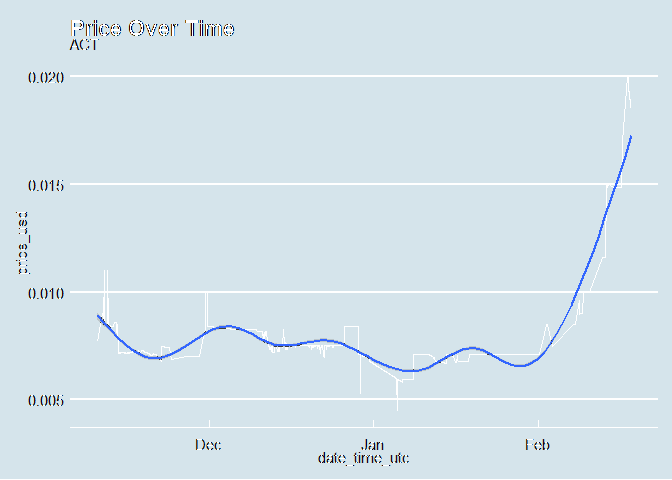 Price Over Time
ACT
0.020
0.015
0.010
0.005
price_usd
Dec
Jan
Feb
date_time_utc